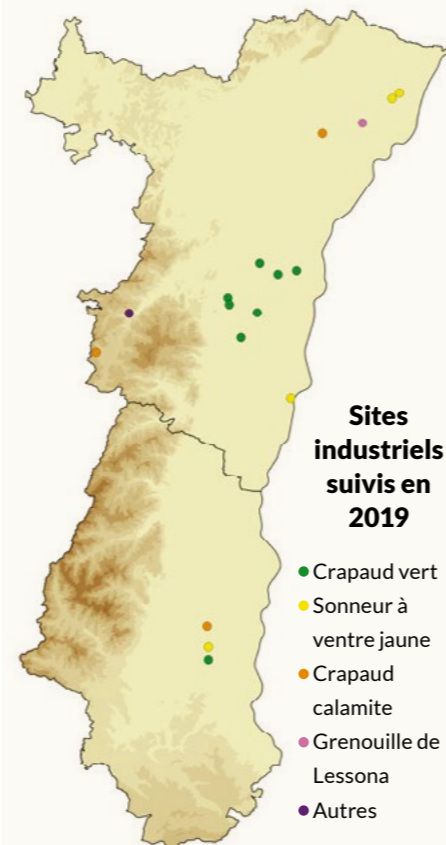 Sites
industriels
suivis en
2019
Crapaud vert
Sonneur à
ventre jaune
Crapaud
calamite
Grenouille de
Lessona
Autres